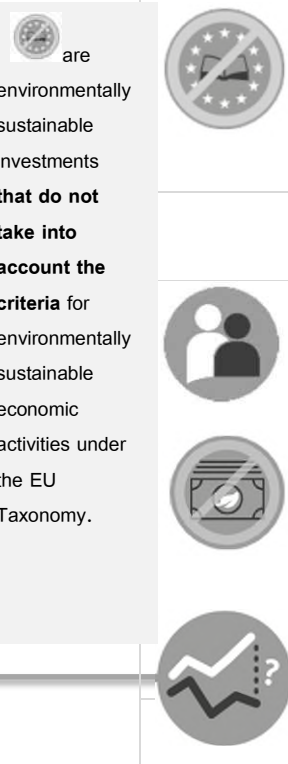 are
environmentally
sustainable
investments
that do not
take into
account the
criteria for
environmentally
sustainable
economic
activities under
the EU
Taxonomy.
?